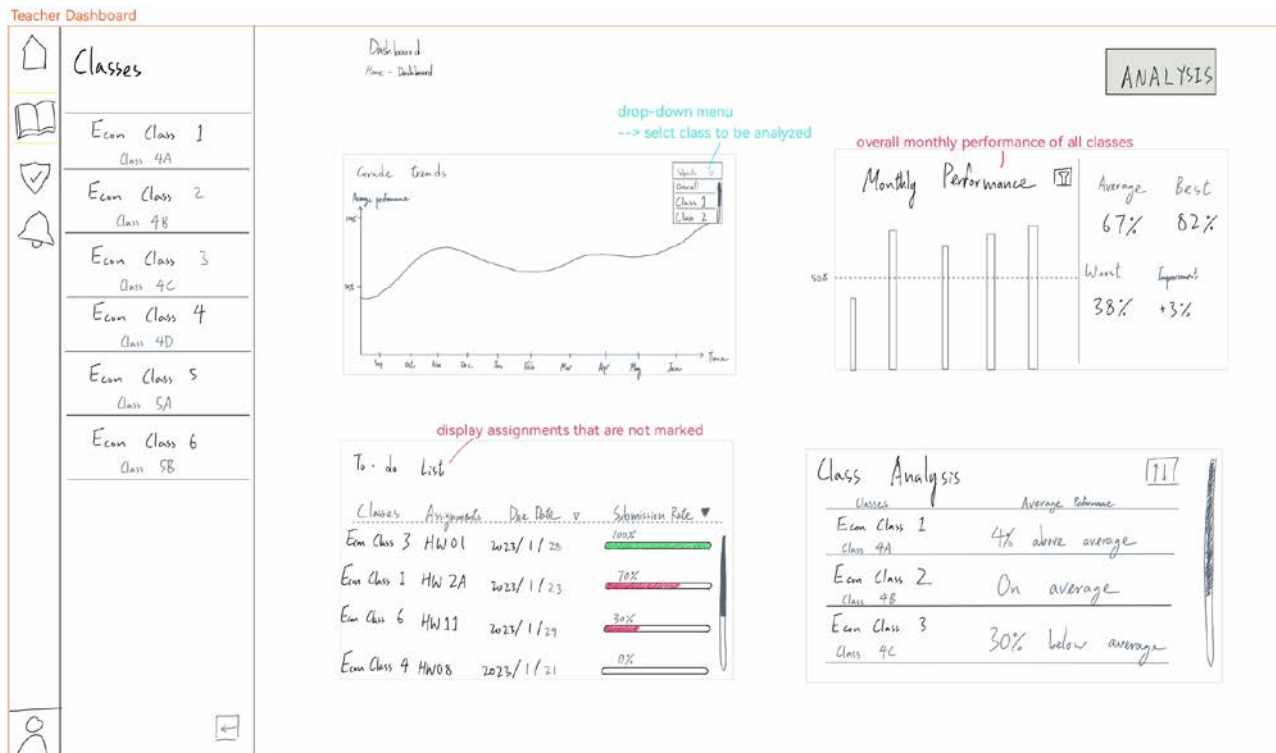 Teacher Dashboard
Classes
Econ Class 1
Class 4A
Econ Class 2
Class 4B
Econ Class 3
Class 4C
Econ Class 4
Class 4D
Econ Class 5
Class 5A
Econ Class 6
Class 5B
Dashboard
Home - Dashboard
ANALYSIS
drop-down menu
--> selct class to be analyzed
Grade trends
Average performance
Overall
Class 1
Class 2
Sep Oct Nov Dec Jan Feb Mar Apr May June
Time
overall monthly performance of all classes
Monthly Performance
50%
Average Best
67% 82%
Worst Improvement
38% +3%
display assignments that are not marked
To-do List
Classes Assignments Due Date Submission Rate
Econ Class 3 HW01 2023/1/28 100%
Econ Class 1 HW 2A 2023/1/23 70%
Econ Class 6 HW11 2023/1/29 30%
Econ Class 4 HW08 2023/1/21 0%
Class Analysis
Classes Average Performance
Econ Class 1
Class 4A
4% above average
Econ Class 2
Class 4B
On average
Econ Class 3
Class 4C
30% below average